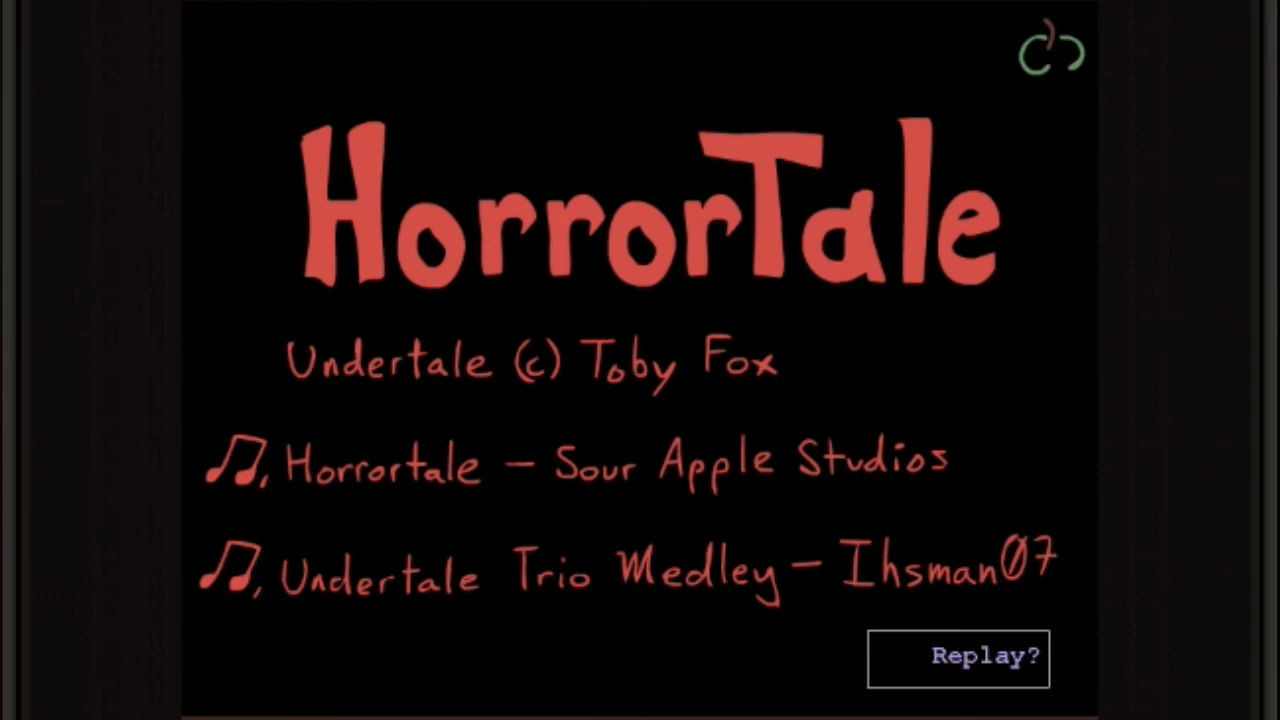 HorrorTale
Undertale (c) Toby Fox
Horrortale - Sour Apple Studios
Undertale Trio Medley - Ihsman07
Replay?